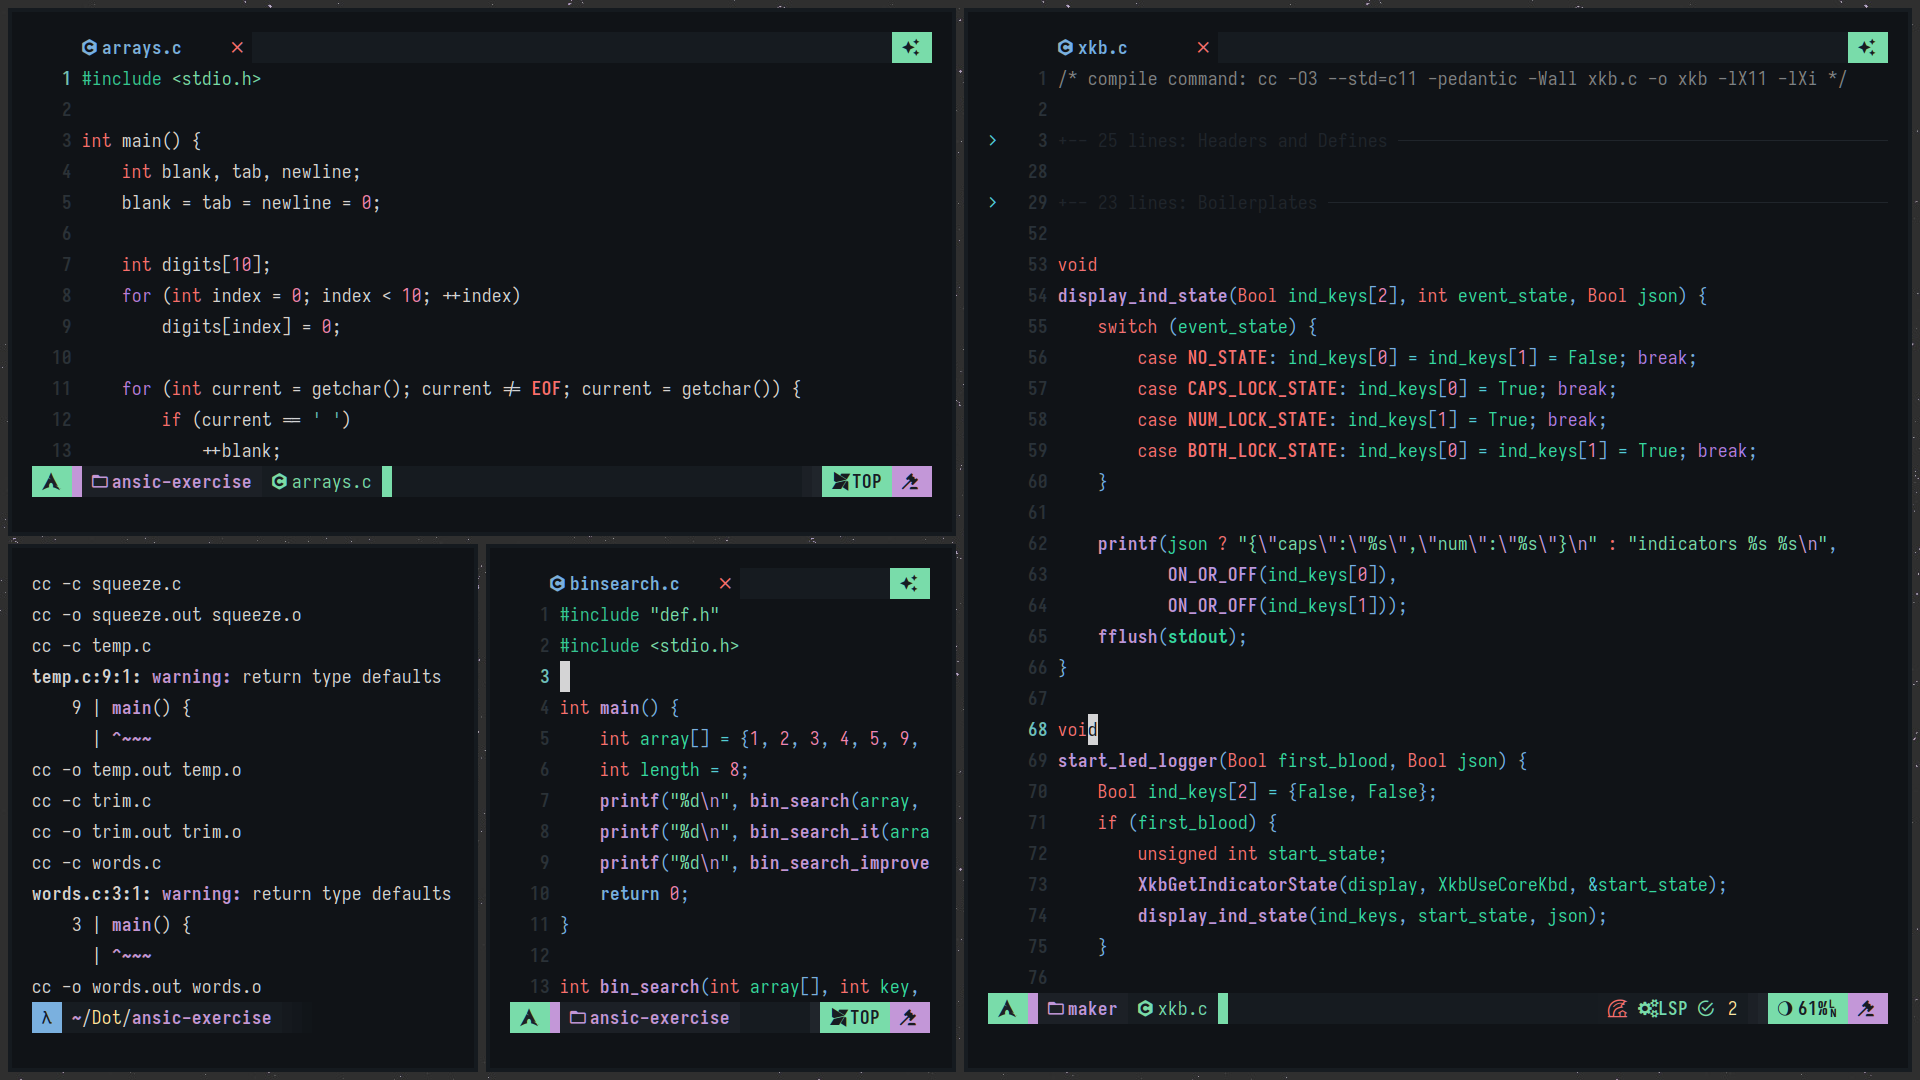 arrays.c
1 #include <stdio.h>
2
3 int main() {
4     int blank, tab, newline;
5     blank = tab = newline = 0;
6
7     int digits[10];
8     for (int index = 0; index < 10; ++index)
9         digits[index] = 0;
10
11     for (int current = getchar(); current != EOF; current = getchar()) {
12         if (current == ' ')
13             ++blank;
ansic-exercise arrays.c TOP
cc -c squeeze.c
cc -o squeeze.out squeeze.o
cc -c temp.c
temp.c:9:1: warning: return type defaults
    9 | main() {
      | ^~~~
cc -o temp.out temp.o
cc -c trim.c
cc -o trim.out trim.o
cc -c words.c
words.c:3:1: warning: return type defaults
    3 | main() {
      | ^~~~
cc -o words.out words.o
λ ~/Dot/ansic-exercise
binsearch.c
1 #include "def.h"
2 #include <stdio.h>
3
4 int main() {
5     int array[] = {1, 2, 3, 4, 5, 9,
6     int length = 8;
7     printf("%d\n", bin_search(array,
8     printf("%d\n", bin_search_it(arra
9     printf("%d\n", bin_search_improve
10     return 0;
11 }
12
13 int bin_search(int array[], int key,
ansic-exercise TOP
xkb.c
1 /* compile command: cc -O3 --std=c11 -pedantic -Wall xkb.c -o xkb -lX11 -lXi */
2
3 +-- 25 lines: Headers and Defines
28
29 +-- 23 lines: Boilerplates
52
53 void
54 display_ind_state(Bool ind_keys[2], int event_state, Bool json) {
55     switch (event_state) {
56         case NO_STATE: ind_keys[0] = ind_keys[1] = False; break;
57         case CAPS_LOCK_STATE: ind_keys[0] = True; break;
58         case NUM_LOCK_STATE: ind_keys[1] = True; break;
59         case BOTH_LOCK_STATE: ind_keys[0] = ind_keys[1] = True; break;
60     }
61
62     printf(json ? "{\"caps\":\"%s\",\"num\":\"%s\"}\n" : "indicators %s %s\n",
63            ON_OR_OFF(ind_keys[0]),
64            ON_OR_OFF(ind_keys[1]));
65     fflush(stdout);
66 }
67
68 void
69 start_led_logger(Bool first_blood, Bool json) {
70     Bool ind_keys[2] = {False, False};
71     if (first_blood) {
72         unsigned int start_state;
73         XkbGetIndicatorState(display, XkbUseCoreKbd, &start_state);
74         display_ind_state(ind_keys, start_state, json);
75     }
76
maker xkb.c LSP 2 61% L N